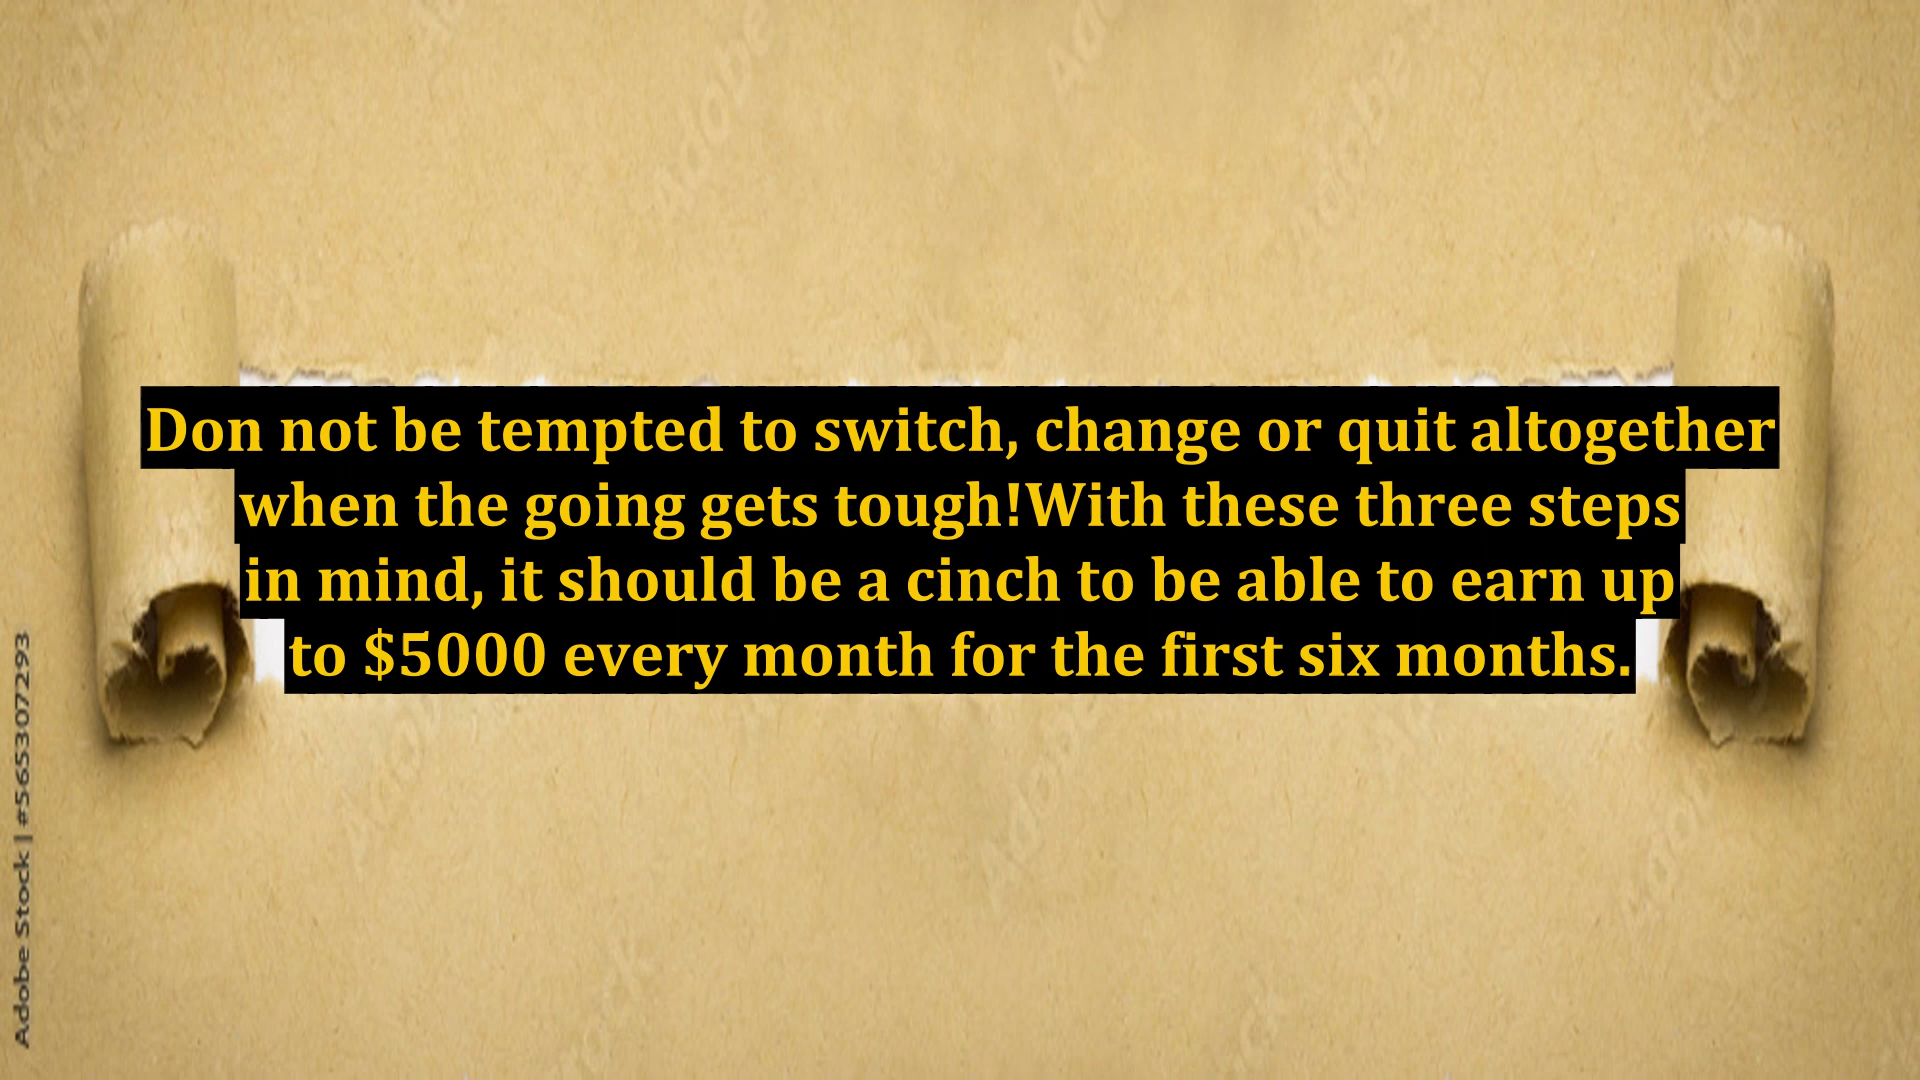 Don not be tempted to switch, change or quit altogether
when the going gets tough!With these three steps
in mind, it should be a cinch to be able to earn up
to $5000 every month for the first six months.
Adobe Stock | #565307293